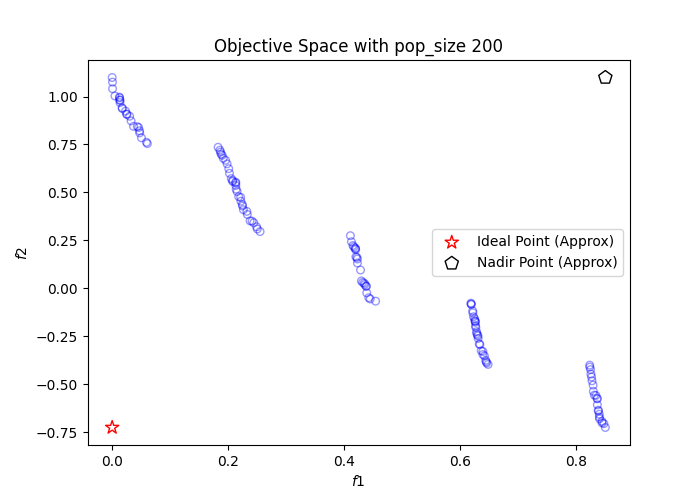 Objective Space with pop_size 200
1.00
0.75
0.50
0.25
0.00
−0.25
−0.50
−0.75
f2
Ideal Point (Approx)
Nadir Point (Approx)
0.0 0.2 0.4 0.6 0.8
f1